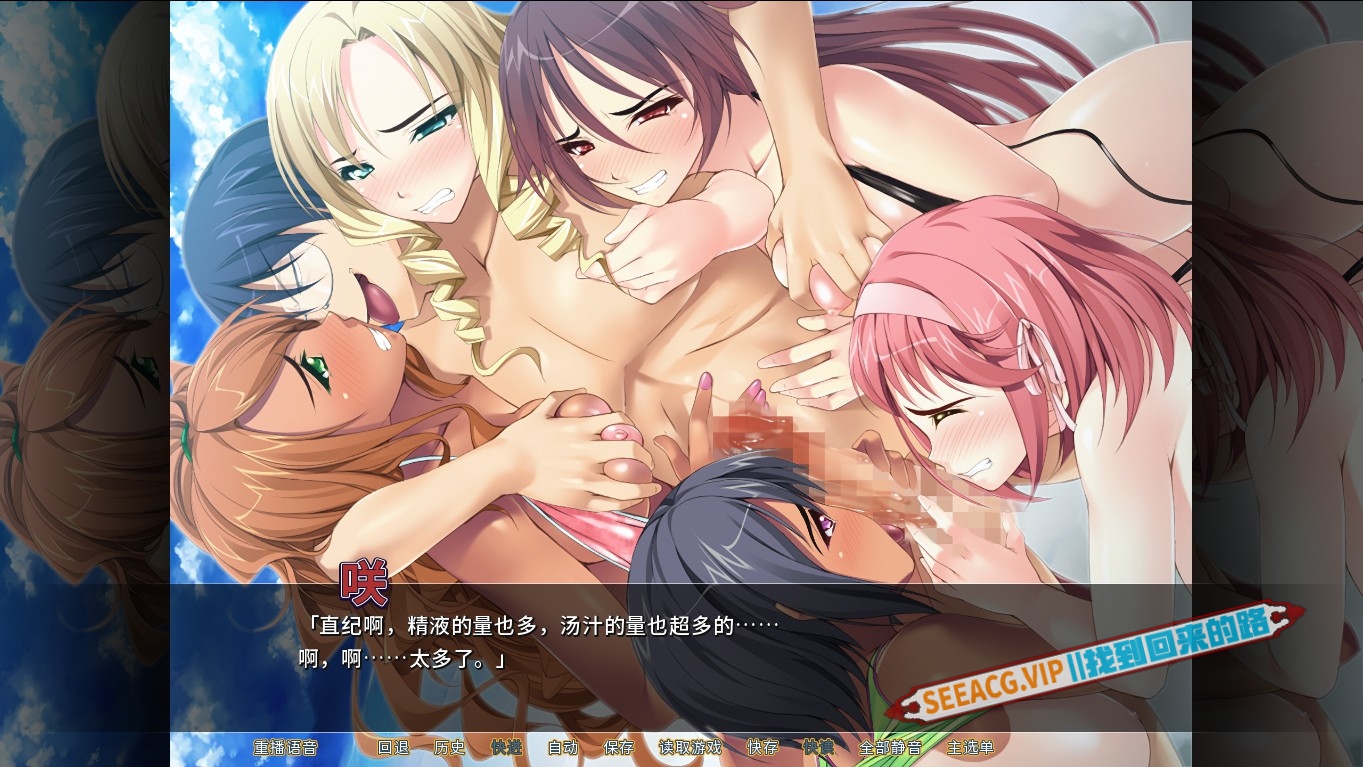 咲
「直纪啊，精液的量也多，汤汁的量也超多的……
啊，啊……太多了。」
SEEACG.VIP ||找到回来的路
重播语音 回退 历史 快进 自动 保存 读取游戏 快存 快读 全部静音 主选单